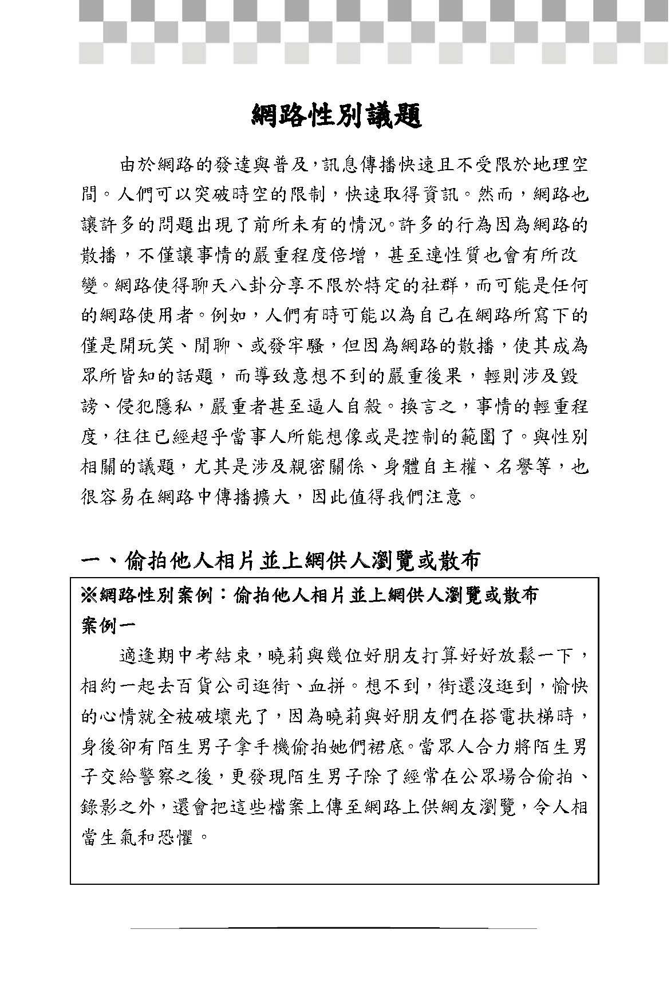 網路性別議題
由於網路的發達與普及，訊息傳播快速且不受限於地理空
間。人們可以突破時空的限制，快速取得資訊。然而，網路也
讓許多的問題出現了前所未有的情況。許多的行為因為網路的
散播，不僅讓事情的嚴重程度倍增，甚至連性質也會有所改
變。網路使得聊天八卦分享不限於特定的社群，而可能是任何
的網路使用者。例如，人們有時可能以為自己在網路所寫下的
僅是開玩笑、閒聊、或發牢騷，但因為網路的散播，使其成為
眾所皆知的話題，而導致意想不到的嚴重後果，輕則涉及毀
謗、侵犯隱私，嚴重者甚至逼人自殺。換言之，事情的輕重程
度，往往已經超乎當事人所能想像或是控制的範圍了。與性別
相關的議題，尤其是涉及親密關係、身體自主權、名譽等，也
很容易在網路中傳播擴大，因此值得我們注意。
一、偷拍他人相片並上網供人瀏覽或散布
※網路性別案例：偷拍他人相片並上網供人瀏覽或散布
案例一
適逢期中考結束，曉莉與幾位好朋友打算好好放鬆一下，
相約一起去百貨公司逛街、血拼。想不到，街還沒逛到，愉快
的心情就全被破壞光了，因為曉莉與好朋友們在搭電扶梯時，
身後卻有陌生男子拿手機偷拍她們裙底。當眾人合力將陌生男
子交給警察之後，更發現陌生男子除了經常在公眾場合偷拍、
錄影之外，還會把這些檔案上傳至網路上供網友瀏覽，令人相
當生氣和恐懼。